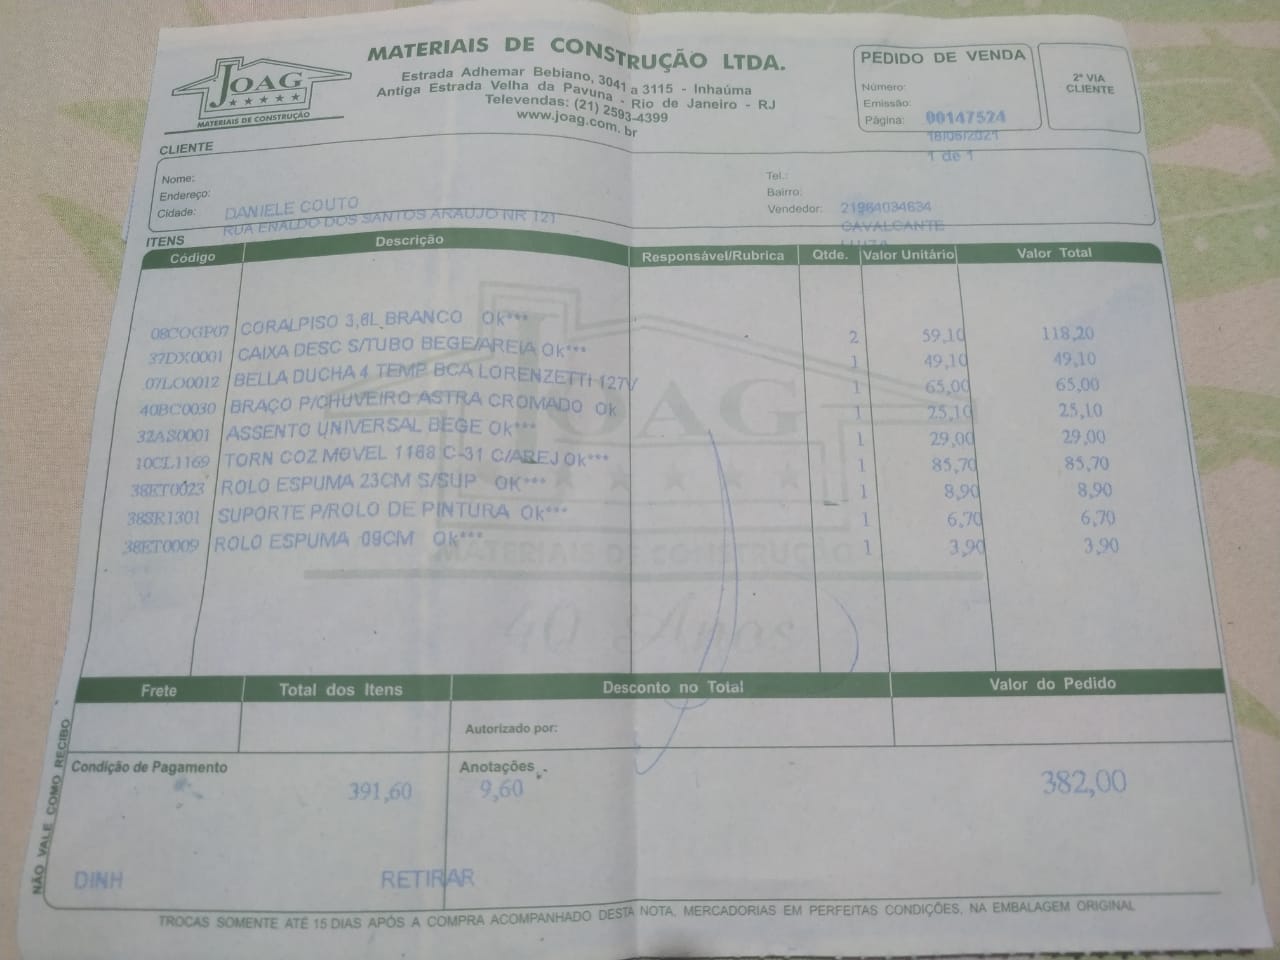 JOAG
MATERIAIS DE CONSTRUÇÃO
MATERIAIS DE CONSTRUÇÃO LTDA.
Estrada Adhemar Bebiano, 3041 a 3115 - Inhaúma
Antiga Estrada Velha da Pavuna - Rio de Janeiro - RJ
Televendas: (21) 2593-4399
www.joag.com.br
PEDIDO DE VENDA
Número:
Emissão:
Página: 00147524
18/06/2021
1 de 1
2ª VIA
CLIENTE
CLIENTE
Nome:
Endereço:
Cidade: DANIELE COUTO
RUA ENALDO DOS SANTOS ARAUJO NR 121
Tel.:
Bairro:
Vendedor: 21964034634
CAVALCANTE
LUIZA
ITENS
Código Descrição Responsável/Rubrica Qtde. Valor Unitário Valor Total
08COGP07 CORALPISO 3,6L BRANCO Ok*** 2 59,10 118,20
37DX0001 CAIXA DESC S/TUBO BEGE/AREIA Ok*** 1 49,10 49,10
07LO0012 BELLA DUCHA 4 TEMP BCA LORENZETTI 127V 1 65,00 65,00
40BC0030 BRAÇO P/CHUVEIRO ASTRA CROMADO Ok 1 25,10 25,10
32AS0001 ASSENTO UNIVERSAL BEGE Ok*** 1 29,00 29,00
10CL1169 TORN COZ MOVEL 1168 C-31 C/AREJ Ok*** 1 85,70 85,70
38ET0023 ROLO ESPUMA 23CM S/SUP OK*** 1 8,90 8,90
38SR1301 SUPORTE P/ROLO DE PINTURA Ok*** 1 6,70 6,70
38ET0009 ROLO ESPUMA 09CM Ok*** 1 3,90 3,90
JOAG
MATERIAIS DE CONSTRUÇÃO
40 Anos
Frete Total dos Itens Desconto no Total Valor do Pedido
Autorizado por:
Condição de Pagamento Anotações
391,60 9,60 382,00
DINH RETIRAR
NÃO VALE COMO RECIBO
TROCAS SOMENTE ATÉ 15 DIAS APÓS A COMPRA ACOMPANHADO DESTA NOTA, MERCADORIAS EM PERFEITAS CONDIÇÕES, NA EMBALAGEM ORIGINAL